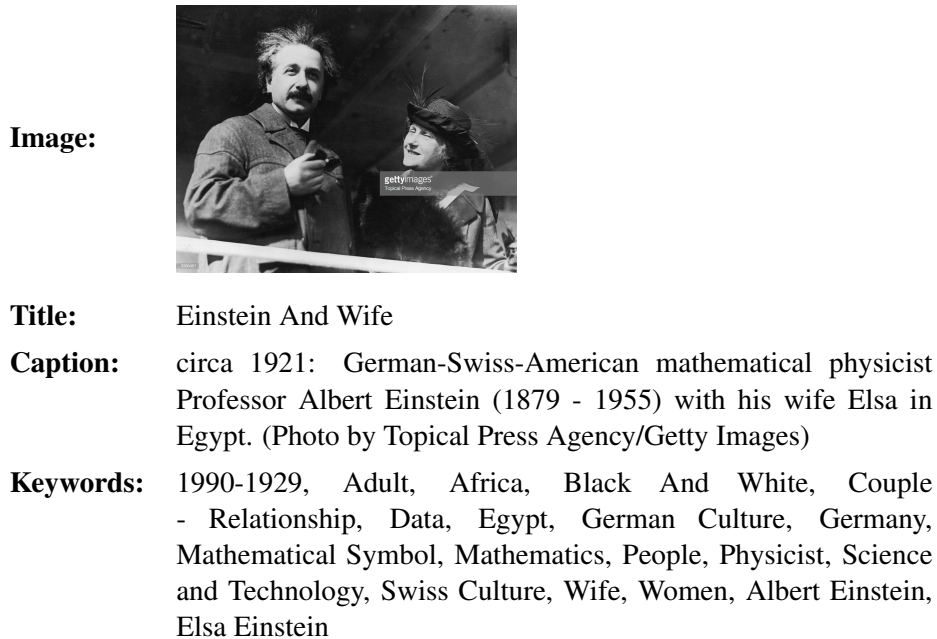 Image:
gettyimages®
Topical Press Agency
Title: Einstein And Wife
Caption: circa 1921: German-Swiss-American mathematical physicist
Professor Albert Einstein (1879 - 1955) with his wife Elsa in
Egypt. (Photo by Topical Press Agency/Getty Images)
Keywords: 1990-1929, Adult, Africa, Black And White, Couple
- Relationship, Data, Egypt, German Culture, Germany,
Mathematical Symbol, Mathematics, People, Physicist, Science
and Technology, Swiss Culture, Wife, Women, Albert Einstein,
Elsa Einstein